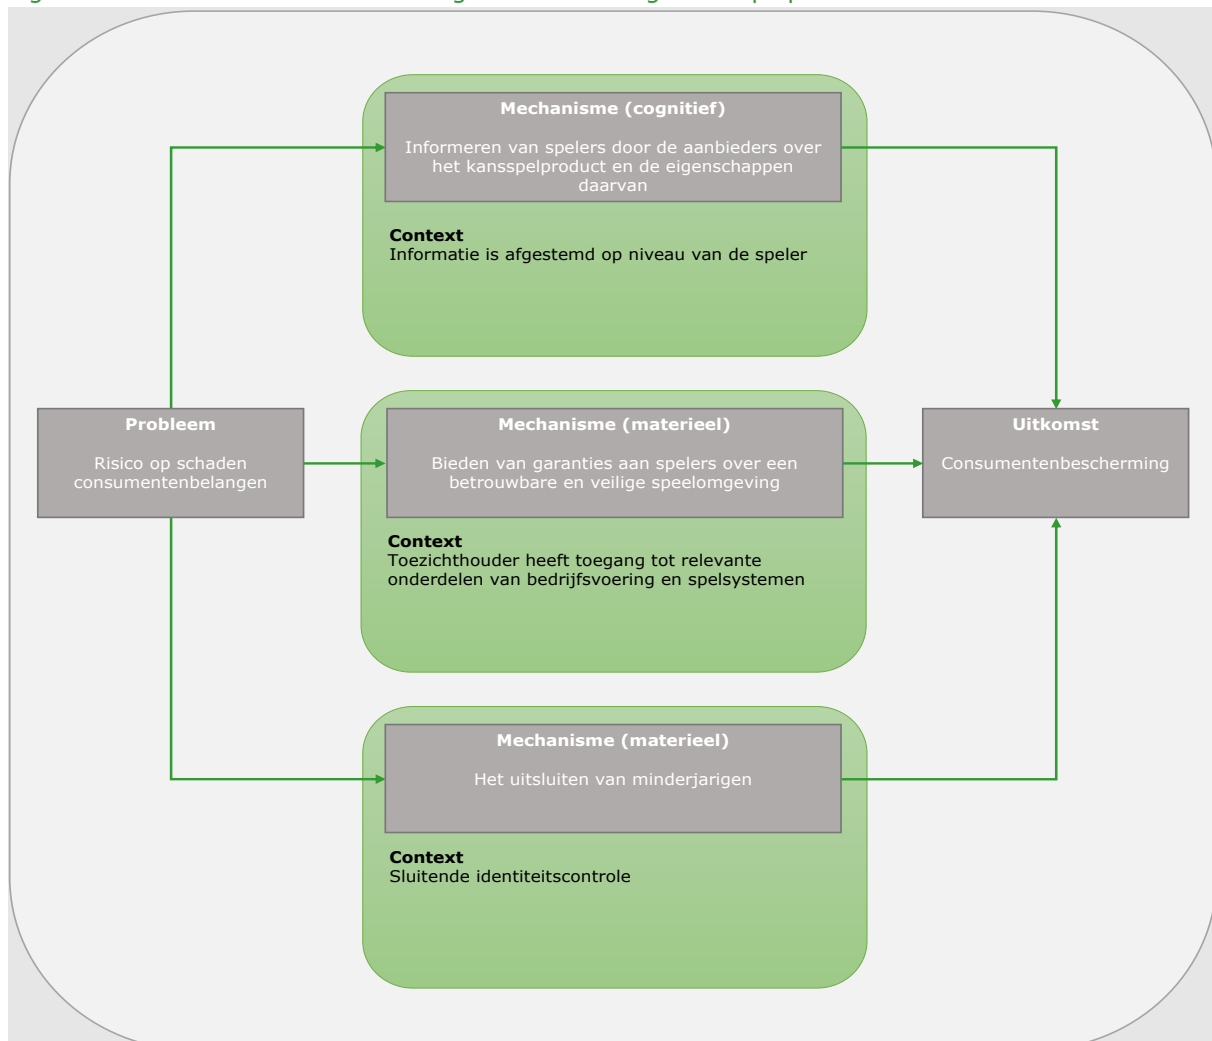 Mechanisme (cognitief)
Informeren van spelers door de aanbieders over
het kansspelproduct en de eigenschappen
daarvan
Context
Informatie is afgestemd op niveau van de speler
Probleem
Risico op schaden
consumentenbelangen
Mechanisme (materieel)
Bieden van garanties aan spelers over een
betrouwbare en veilige speelomgeving
Context
Toezichthouder heeft toegang tot relevante
onderdelen van bedrijfsvoering en spelsystemen
Uitkomst
Consumentenbescherming
Mechanisme (materieel)
Het uitsluiten van minderjarigen
Context
Sluitende identiteitscontrole